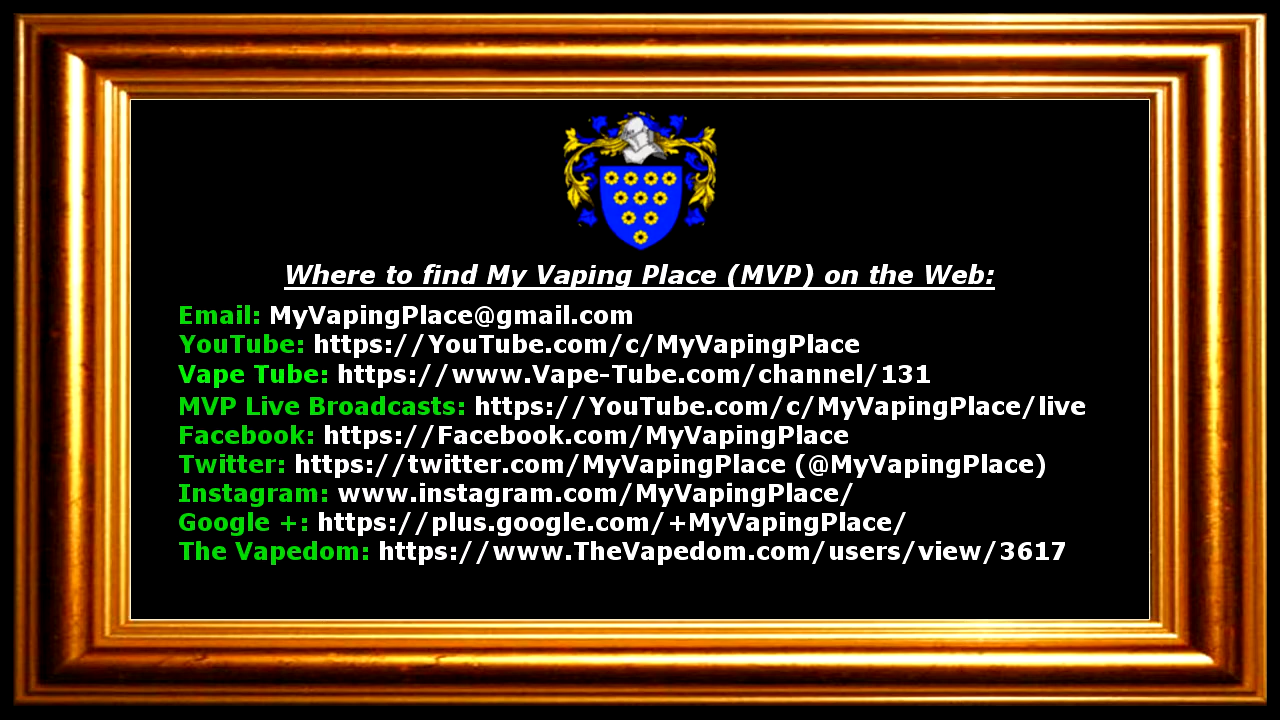 Where to find My Vaping Place (MVP) on the Web:
Email: MyVapingPlace@gmail.com
YouTube: https://YouTube.com/c/MyVapingPlace
Vape Tube: https://www.Vape-Tube.com/channel/131
MVP Live Broadcasts: https://YouTube.com/c/MyVapingPlace/live
Facebook: https://Facebook.com/MyVapingPlace
Twitter: https://twitter.com/MyVapingPlace (@MyVapingPlace)
Instagram: www.instagram.com/MyVapingPlace/
Google +: https://plus.google.com/+MyVapingPlace/
The Vapedom: https://www.TheVapedom.com/users/view/3617